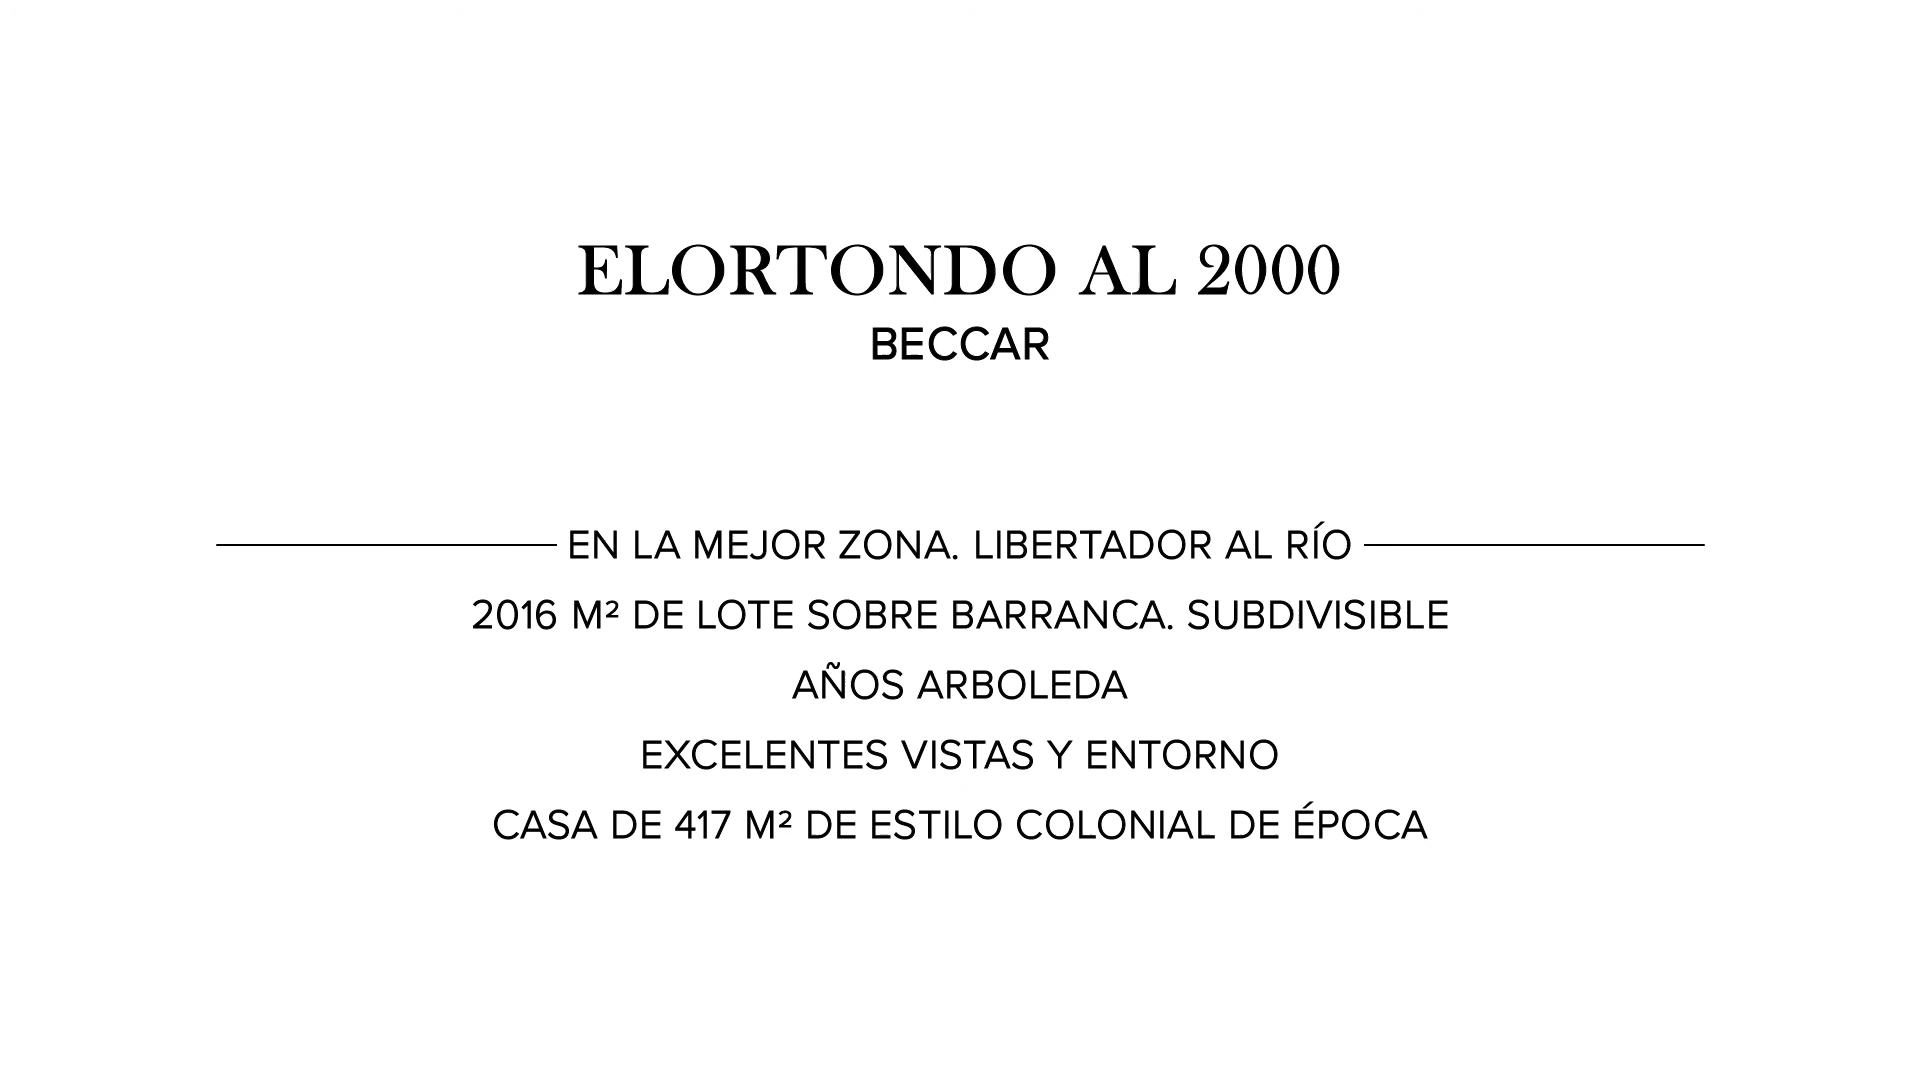 ELORTONDO AL 2000
BECCAR
EN LA MEJOR ZONA. LIBERTADOR AL RÍO
2016 M² DE LOTE SOBRE BARRANCA. SUBDIVISIBLE
AÑOS ARBOLEDA
EXCELENTES VISTAS Y ENTORNO
CASA DE 417 M² DE ESTILO COLONIAL DE ÉPOCA